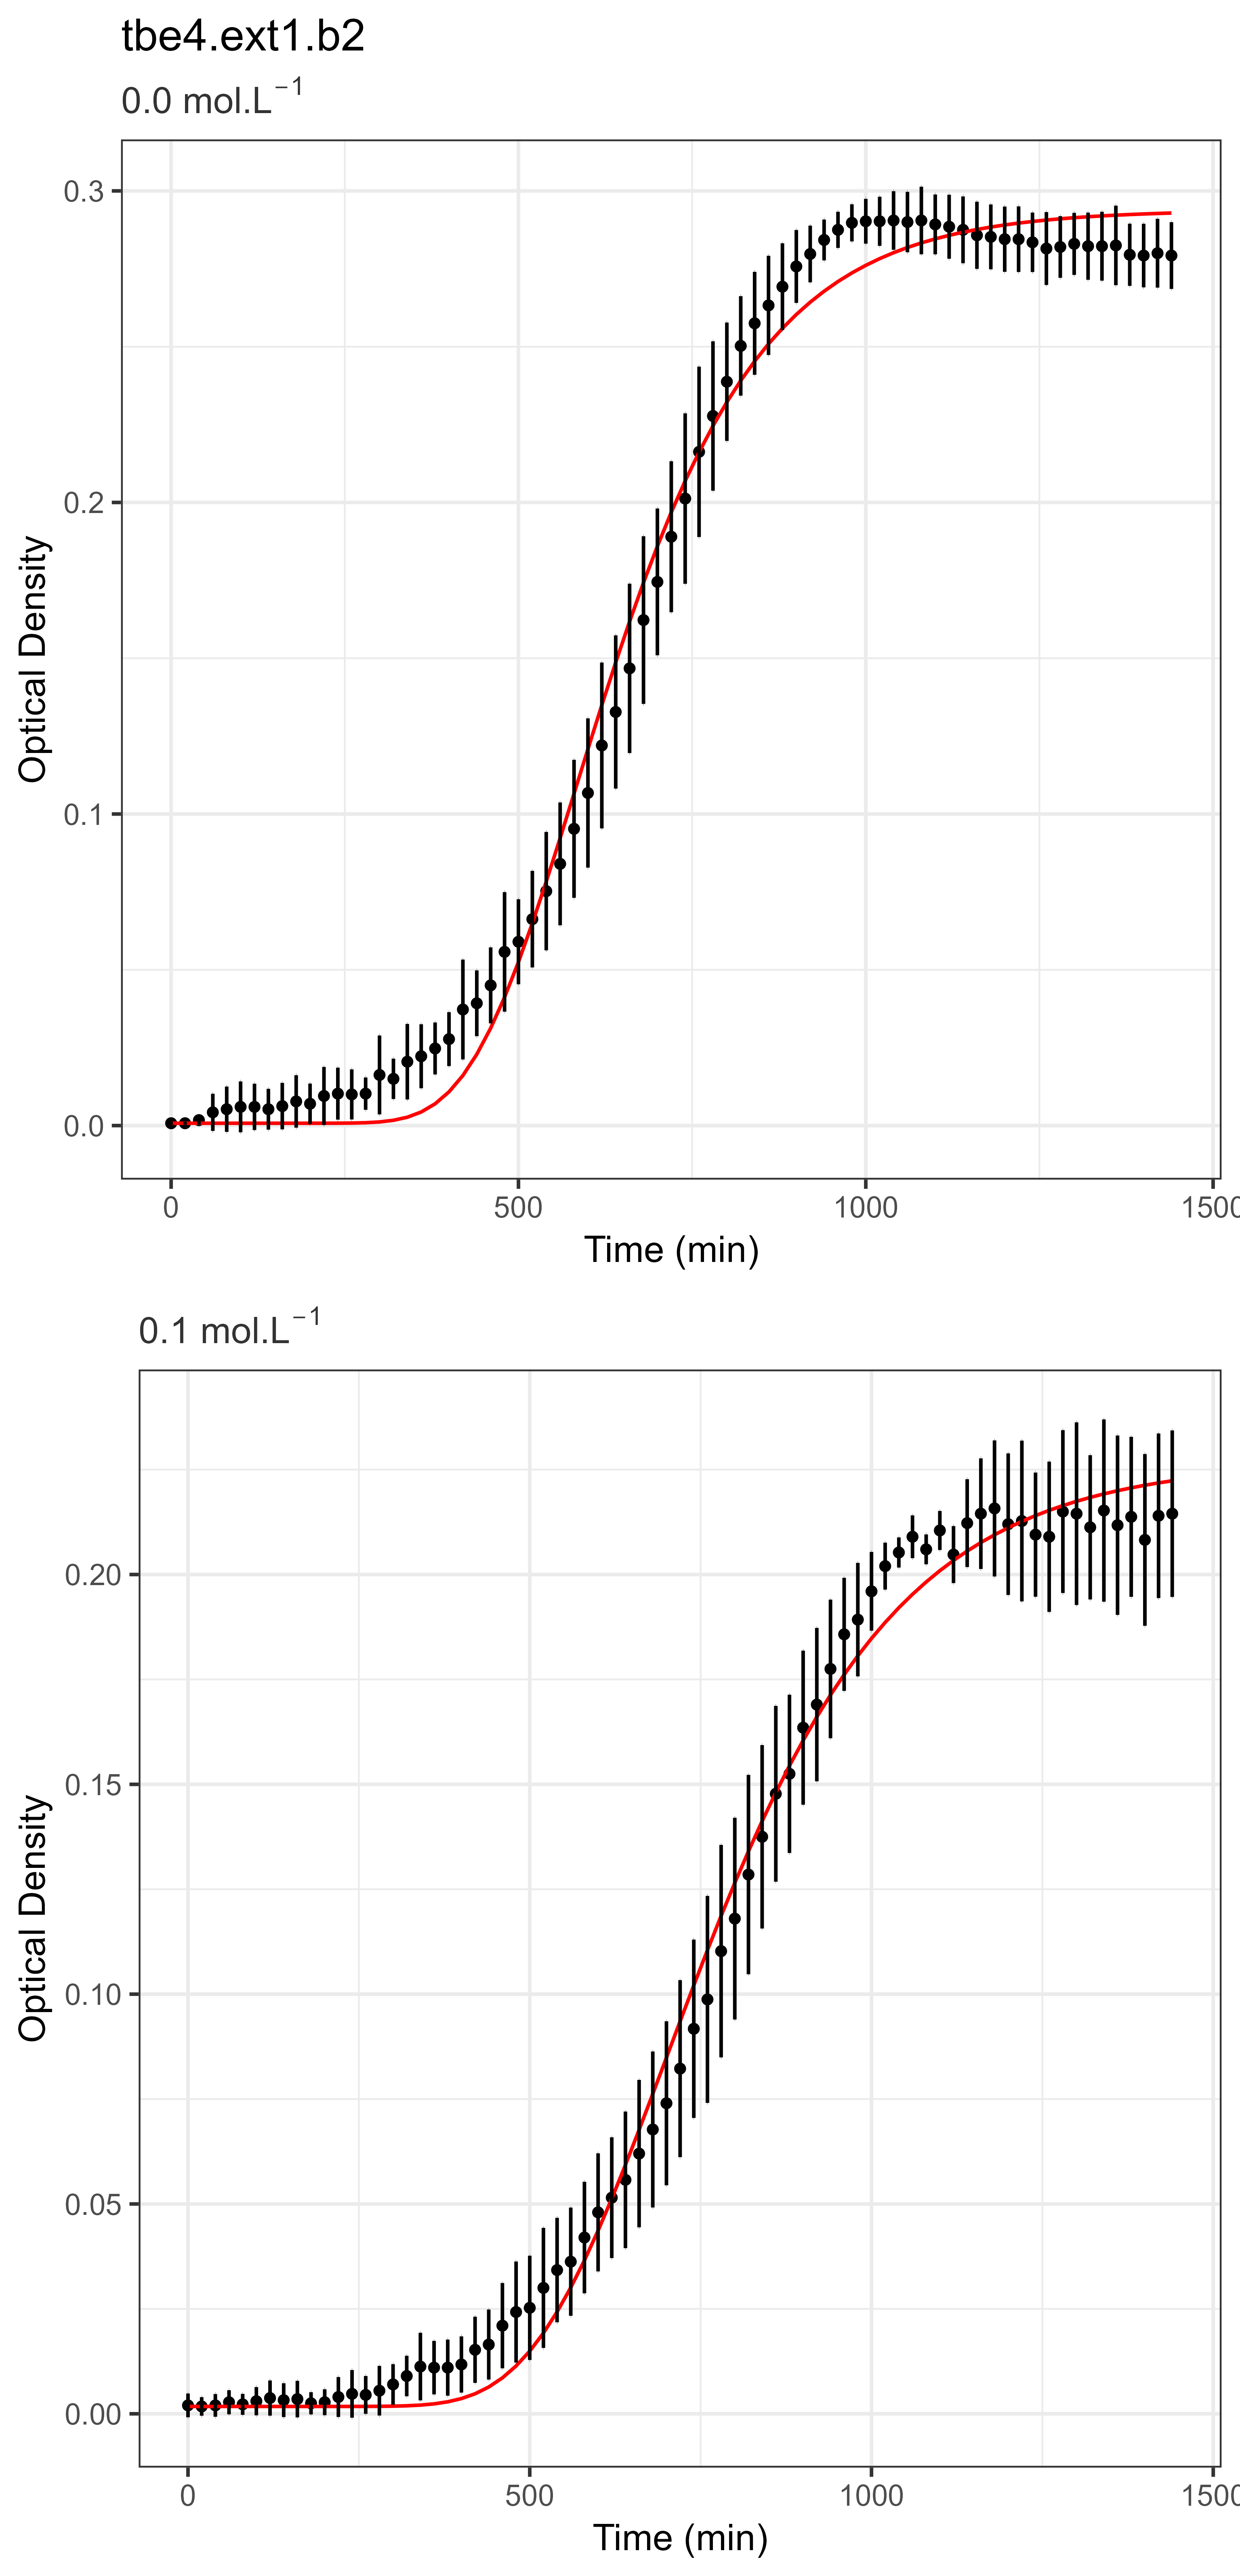 tbe4.ext1.b2
0.0 mol.L⁻¹
0.3
0.2
0.1
0.0
Optical Density
0 500 1000 1500
Time (min)
0.1 mol.L⁻¹
0.20
0.15
0.10
0.05
0.00
Optical Density
0 500 1000 1500
Time (min)